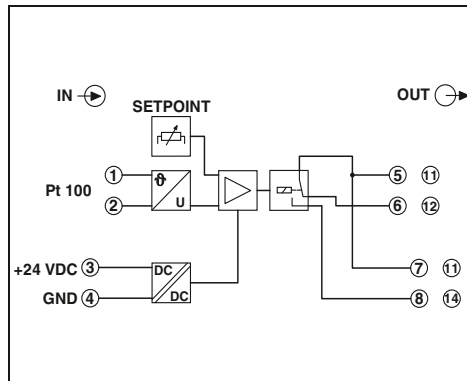 IN OUT
SETPOINT
1 ϑ 5 11
Pt 100
2 U 6 12
+24 VDC 3 DC 7 11
GND 4 DC 8 14